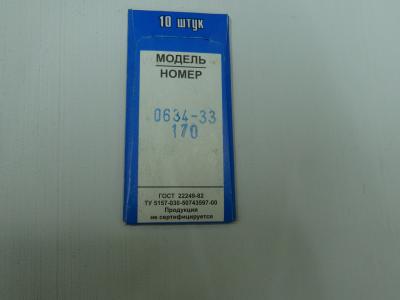 10 штук
МОДЕЛЬ
НОМЕР
0634-33
170
ГОСТ 22249-82
ТУ 5157-030-50743597-00
Продукция
не сертифицируется